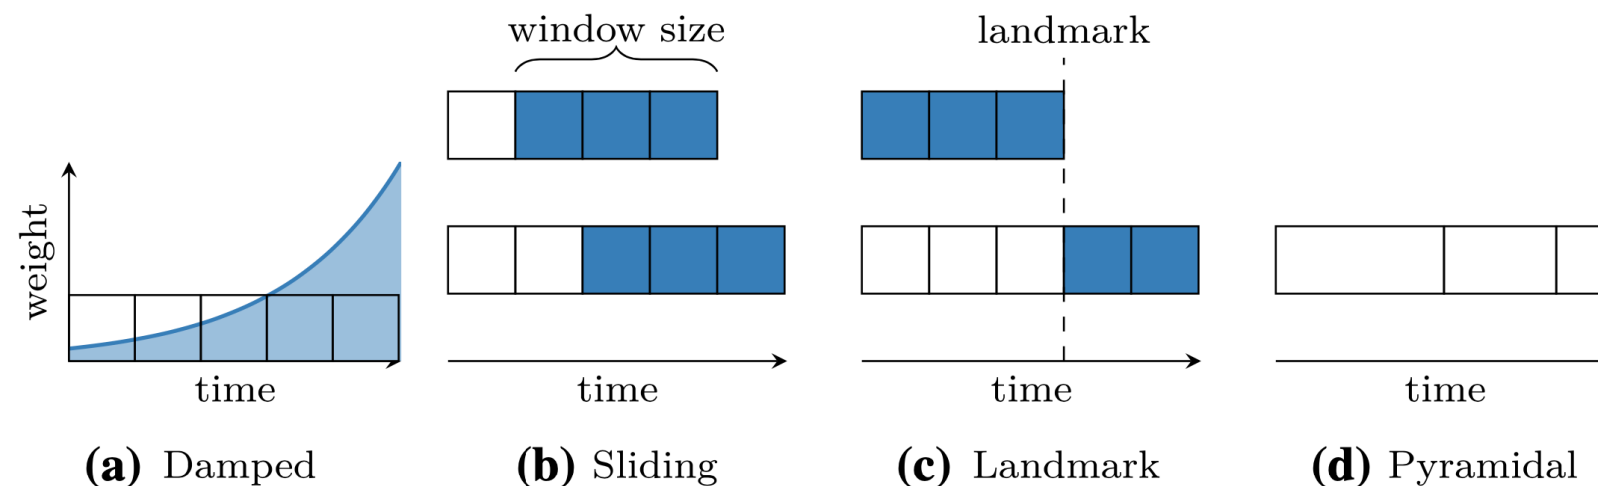 window size
landmark
weight
time
time
time
time
(a) Damped
(b) Sliding
(c) Landmark
(d) Pyramidal